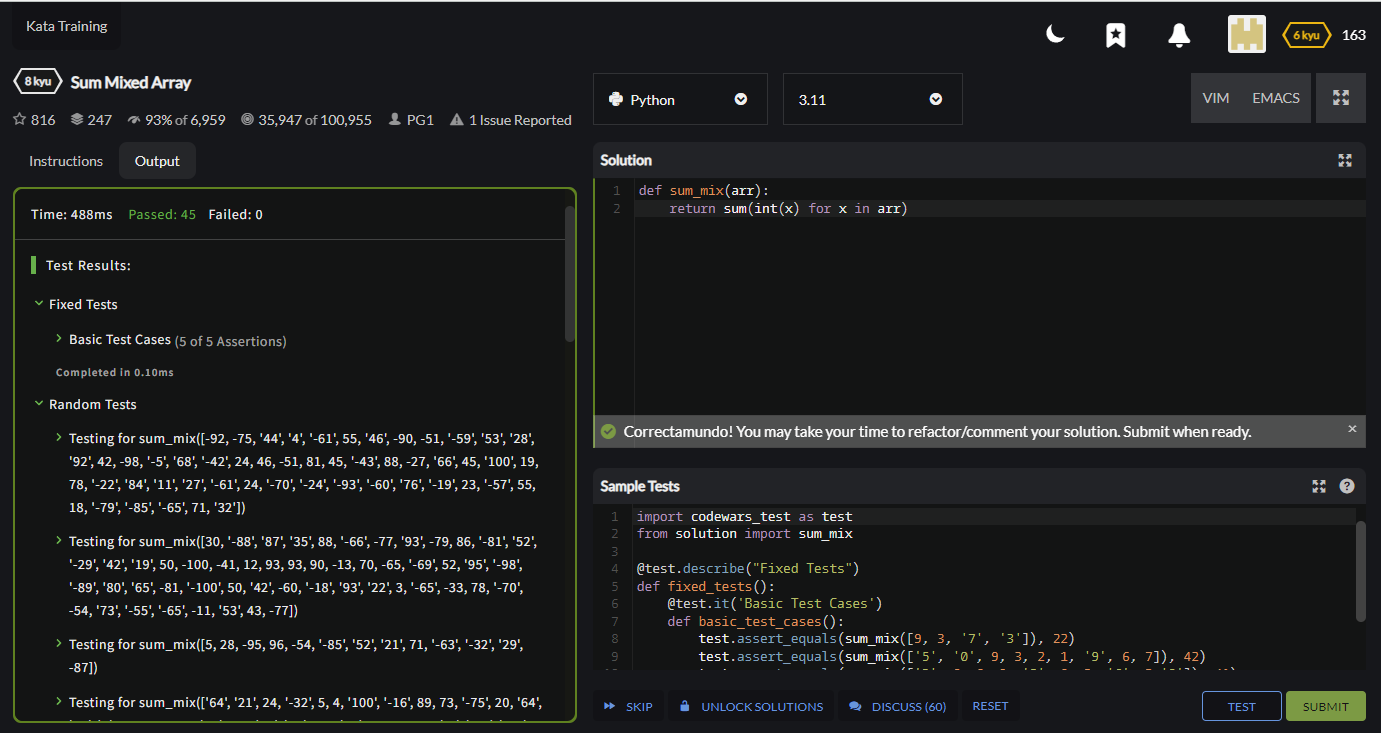 Kata Training
6 kyu 163
8 kyu Sum Mixed Array
816 247 93% of 6,959 35,947 of 100,955 PG1 1 Issue Reported
Python
3.11
VIM EMACS
Instructions Output
Time: 488ms Passed: 45 Failed: 0
Test Results:
Fixed Tests
Basic Test Cases (5 of 5 Assertions)
Completed in 0.10ms
Random Tests
Testing for sum_mix([-92, -75, '44', '4', '-61', 55, '46', -90, -51, '-59', '53', '28',
'92', 42, -98, '-5', '68', '-42', 24, 46, -51, 81, 45, '-43', 88, -27, '66', 45, '100', 19,
78, '-22', '84', '11', '27', '-61', 24, '-70', '-24', '-93', '-60', '76', '-19', 23, '-57', 55,
18, '-79', '-85', '-65', 71, '32'])
Testing for sum_mix([30, '-88', '87', '35', 88, '-66', -77, '93', -79, 86, '-81', '52',
'-29', '42', '19', 50, -100, -41, 12, 93, 93, 90, -13, 70, -65, '-69', 52, '95', '-98',
'-89', '80', '65', -81, '-100', 50, '42', -60, '-18', '93', '22', 3, '-65', -33, 78, '-70',
-54, '73', '-55', '-65', -11, '53', 43, -77])
Testing for sum_mix([5, 28, -95, 96, -54, '-85', '52', '21', 71, '-63', '-32', '29',
-87])
Testing for sum_mix(['64', '21', 24, '-32', 5, 4, '100', '-16', 89, 73, '-75', 20, '64',
Solution
1 def sum_mix(arr):
2 return sum(int(x) for x in arr)
Correctamundo! You may take your time to refactor/comment your solution. Submit when ready. ×
Sample Tests ?
1 import codewars_test as test
2 from solution import sum_mix
3
4 @test.describe("Fixed Tests")
5 def fixed_tests():
6 @test.it('Basic Test Cases')
7 def basic_test_cases():
8 test.assert_equals(sum_mix([9, 3, '7', '3']), 22)
9 test.assert_equals(sum_mix(['5', '0', 9, 3, 2, 1, '9', 6, 7]), 42)
SKIP UNLOCK SOLUTIONS DISCUSS (60) RESET TEST SUBMIT